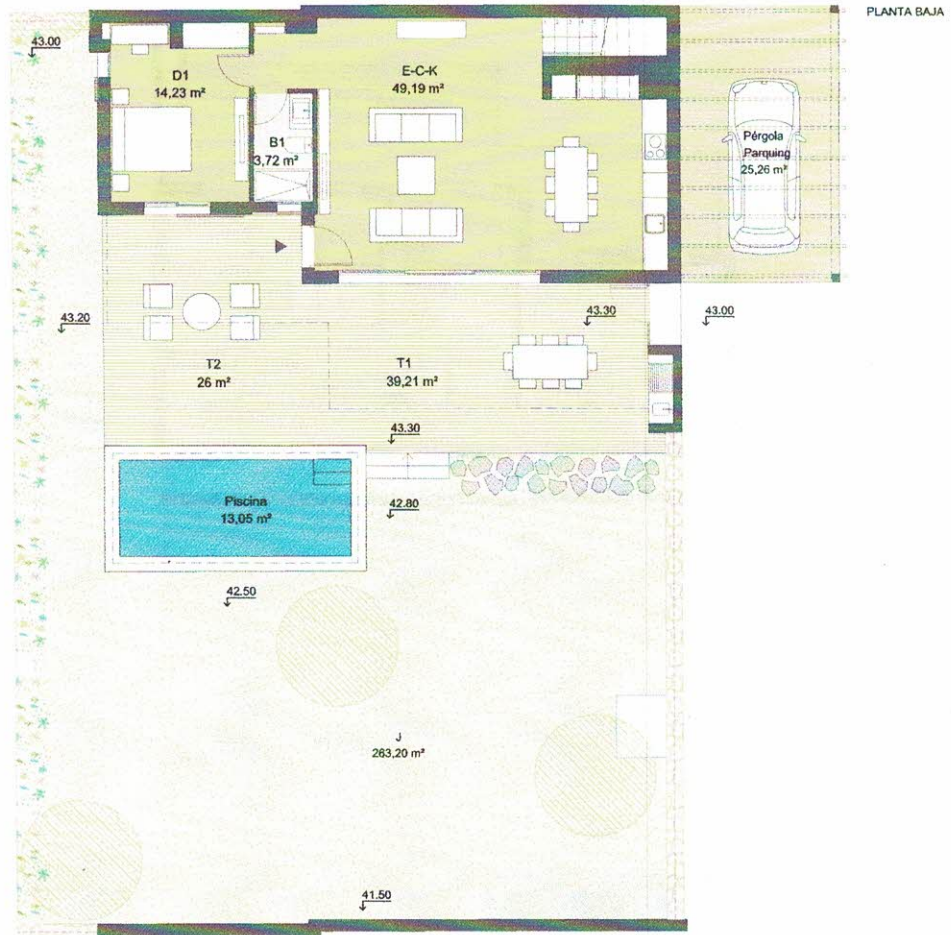 PLANTA BAJA
43.00
D1
14,23 m²
E-C-K
49,19 m²
B1
3,72 m²
Pérgola
Parquing
25,26 m²
43.20
43.30
43.00
T2
26 m²
T1
39,21 m²
43.30
Piscina
13,05 m²
42.80
42.50
J
263,20 m²
41.50